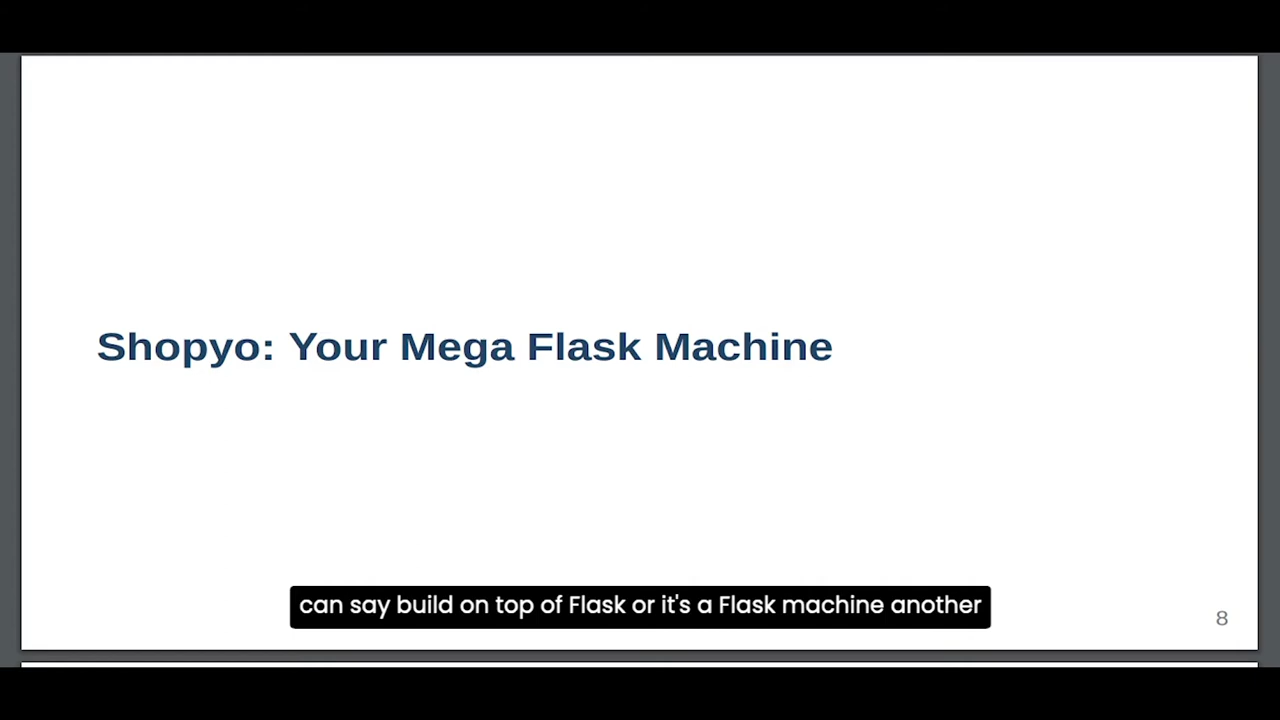 Shopyo: Your Mega Flask Machine
can say build on top of Flask or it's a Flask machine another
8